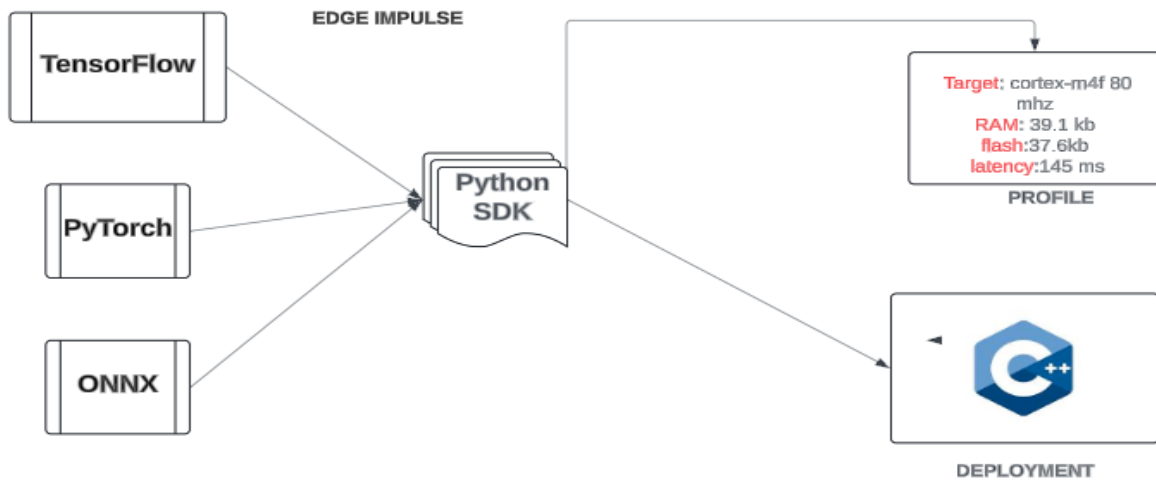 EDGE IMPULSE
TensorFlow
PyTorch
ONNX
Python
SDK
Target: cortex-m4f 80
mhz
RAM: 39.1 kb
flash:37.6kb
latency:145 ms
PROFILE
C++
DEPLOYMENT